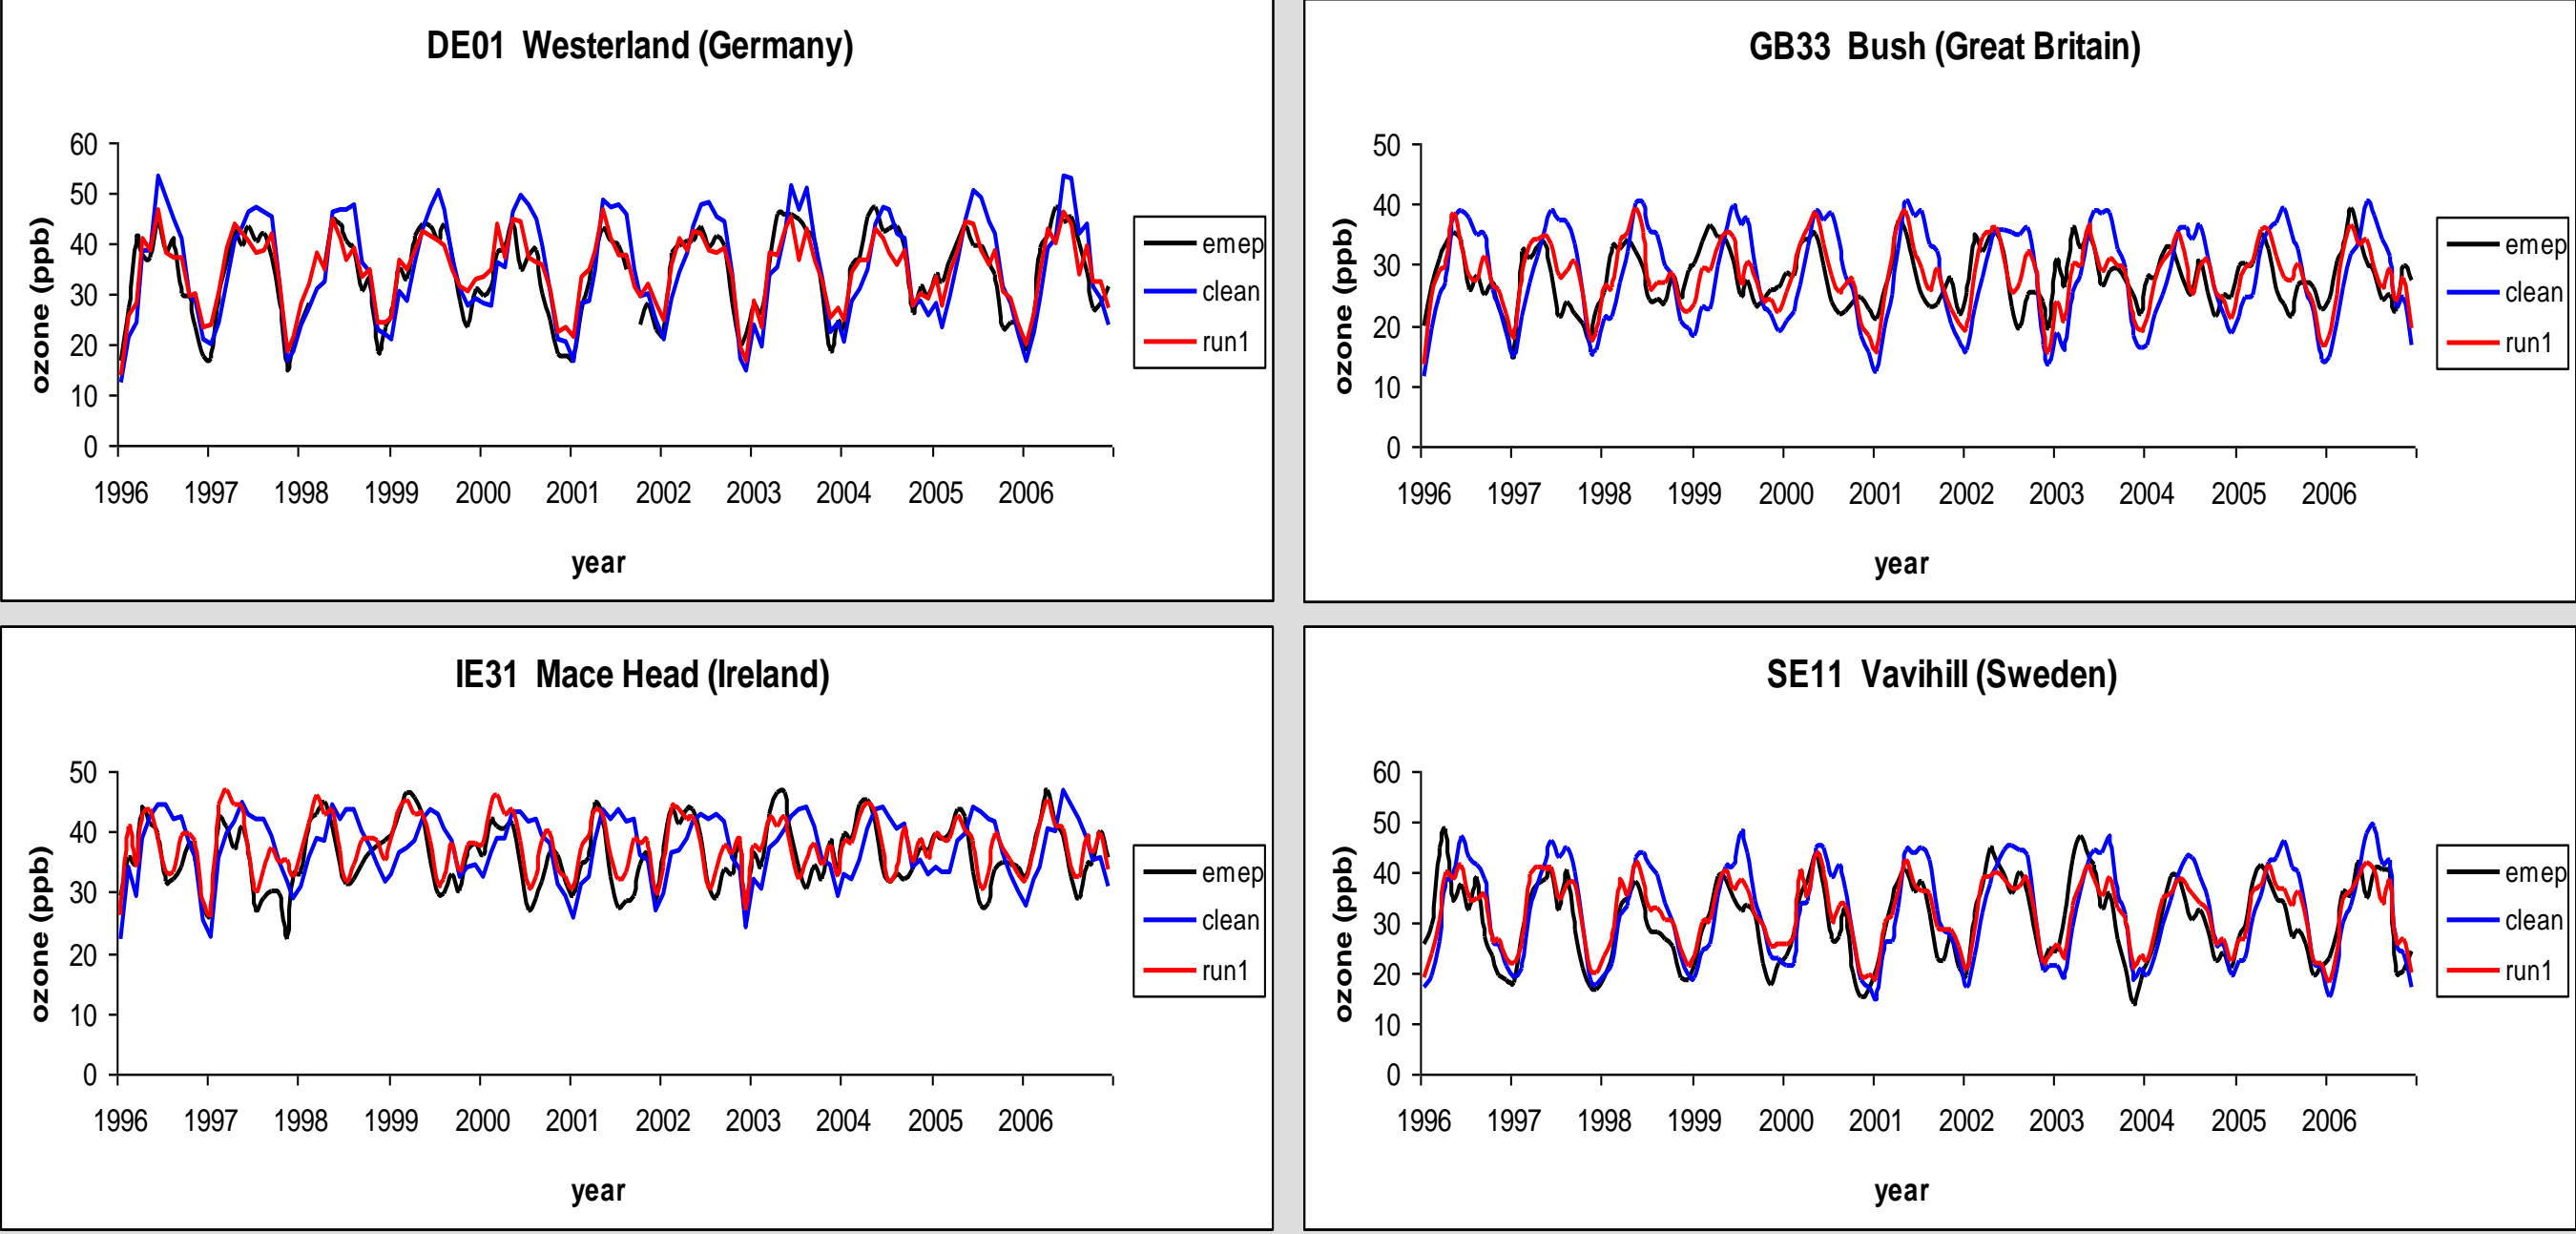 DE01 Westerland (Germany)
60
50
40
30
20
10
0
ozone (ppb)
1996 1997 1998 1999 2000 2001 2002 2003 2004 2005 2006
year
emep
clean
run1
GB33 Bush (Great Britain)
50
40
30
20
10
0
ozone (ppb)
1996 1997 1998 1999 2000 2001 2002 2003 2004 2005 2006
year
emep
clean
run1
IE31 Mace Head (Ireland)
50
40
30
20
10
0
ozone (ppb)
1996 1997 1998 1999 2000 2001 2002 2003 2004 2005 2006
year
emep
clean
run1
SE11 Vavihill (Sweden)
60
50
40
30
20
10
0
ozone (ppb)
1996 1997 1998 1999 2000 2001 2002 2003 2004 2005 2006
year
emep
clean
run1